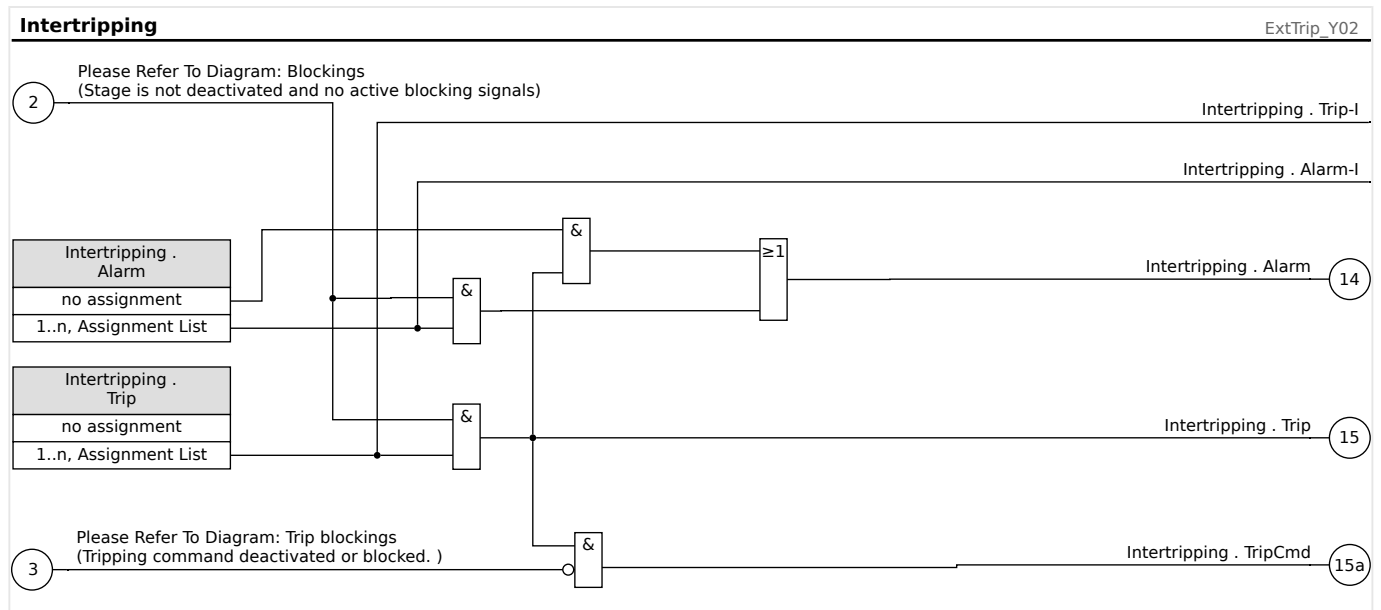 Intertripping
ExtTrip_Y02
Please Refer To Diagram: Blockings
(Stage is not deactivated and no active blocking signals)
2
Intertripping . Trip-I
Intertripping . Alarm-I
&
≥1
Intertripping .
Alarm
no assignment
1..n, Assignment List
&
Intertripping . Alarm
14
Intertripping .
Trip
no assignment
1..n, Assignment List
&
Intertripping . Trip
15
Please Refer To Diagram: Trip blockings
(Tripping command deactivated or blocked. )
3
&
Intertripping . TripCmd
15a